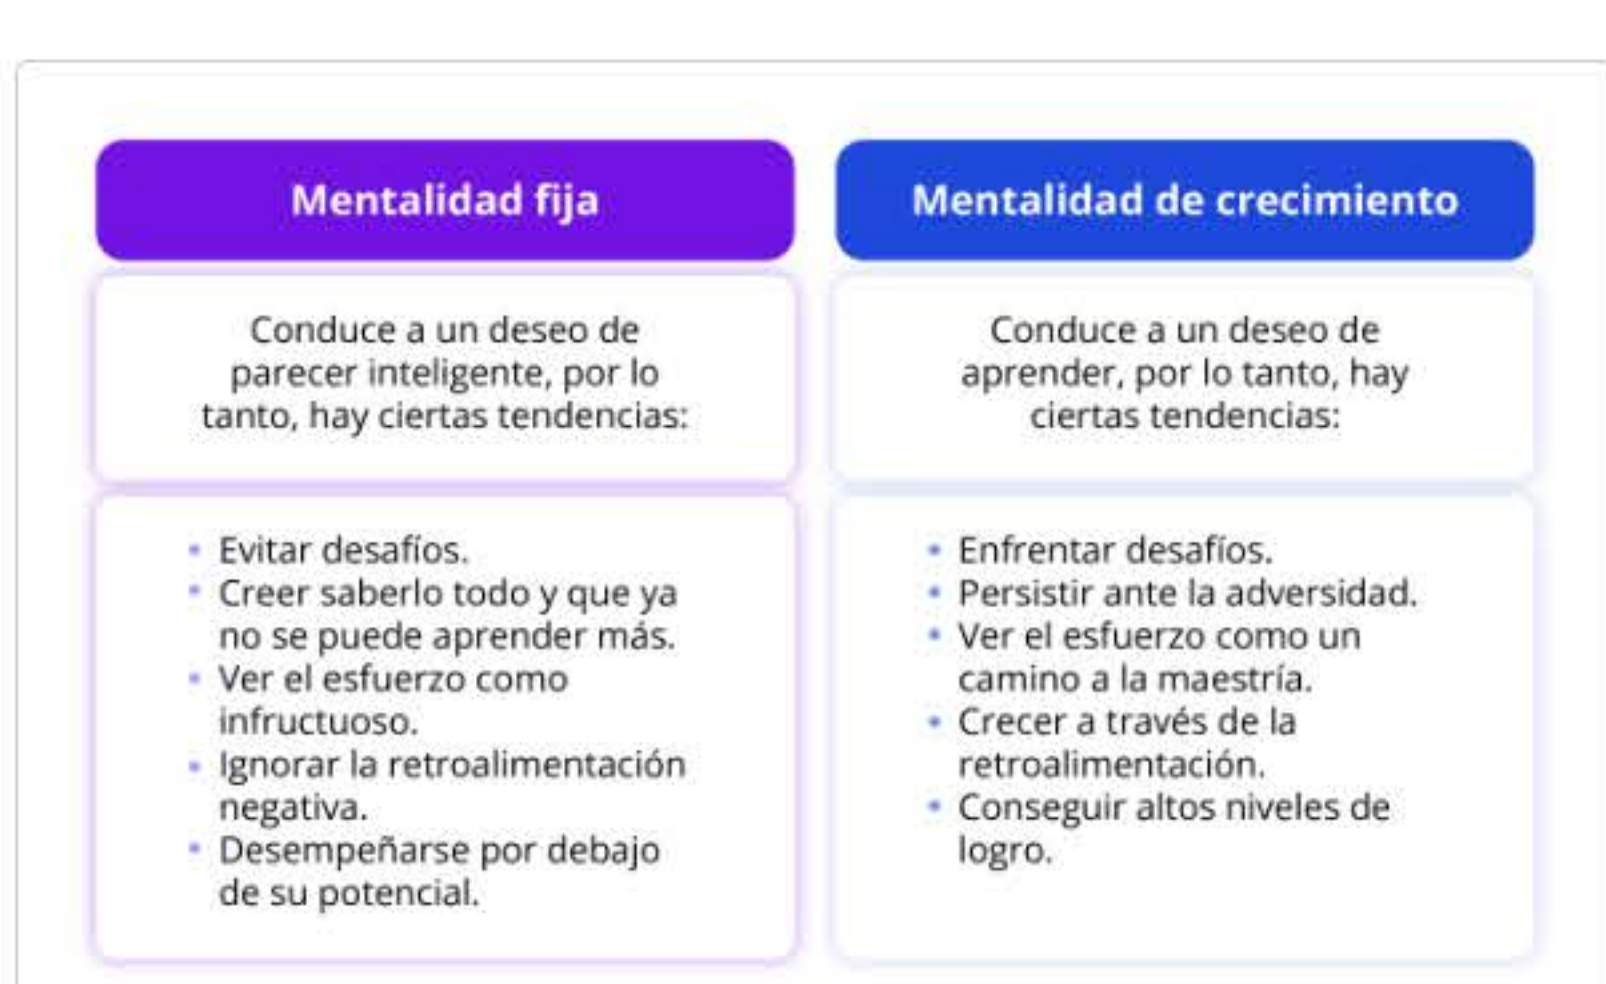 Mentalidad fija
Conduce a un deseo de
parecer inteligente, por lo
tanto, hay ciertas tendencias:
• Evitar desafíos.
• Creer saberlo todo y que ya
no se puede aprender más.
• Ver el esfuerzo como
infructuoso.
• Ignorar la retroalimentación
negativa.
• Desempeñarse por debajo
de su potencial.
Mentalidad de crecimiento
Conduce a un deseo de
aprender, por lo tanto, hay
ciertas tendencias:
• Enfrentar desafíos.
• Persistir ante la adversidad.
• Ver el esfuerzo como un
camino a la maestría.
• Crecer a través de la
retroalimentación.
• Conseguir altos niveles de
logro.